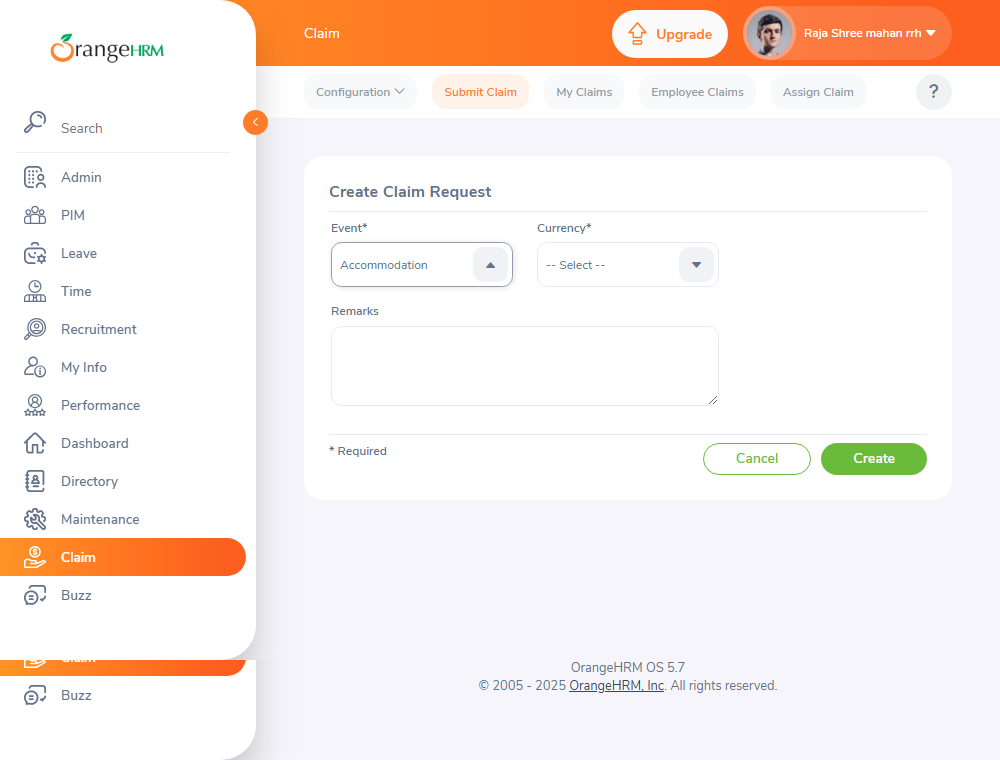 Claim
Upgrade
Raja Shree mahan rrh
OrangeHRM
Configuration
Submit Claim
My Claims
Employee Claims
Assign Claim
?
Search
Admin
PIM
Leave
Time
Recruitment
My Info
Performance
Dashboard
Directory
Maintenance
Claim
Buzz
Create Claim Request
Event*
Currency*
Accommodation
-- Select --
Remarks
* Required
Cancel
Create
Claim
Buzz
OrangeHRM OS 5.7
© 2005 - 2025 OrangeHRM, Inc. All rights reserved.